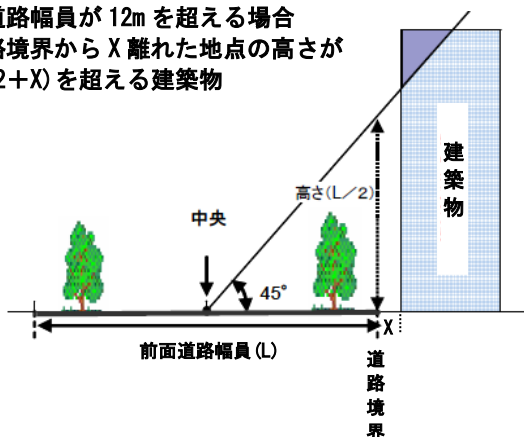 道路幅員が 12m を超える場合
路境界から X 離れた地点の高さが
2+X) を超える建築物
建築物
高さ(L/2)
中央
45°
X
前面道路幅員(L)
道路境界